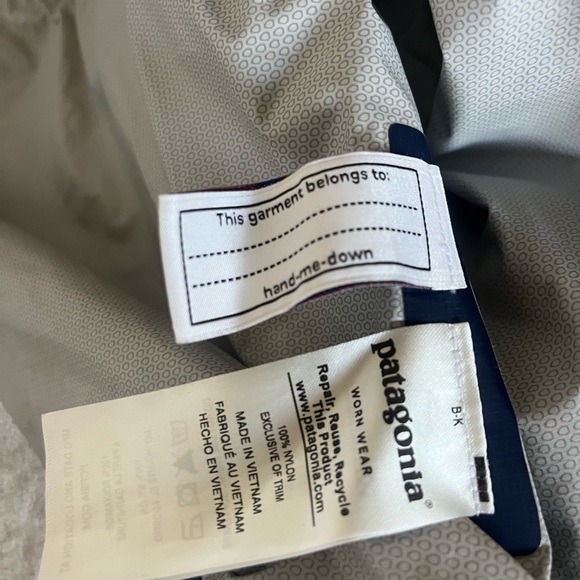 This garment belongs to:
hand-me-down
patagonia®
B-K
WORN WEAR
Repair, Reuse, Recycle
This Product
www.patagonia.com
100% NYLON
EXCLUSIVE OF TRIM
MADE IN VIETNAM
FABRIQUÉ AU VIETNAM
HECHO EN VIETNAM